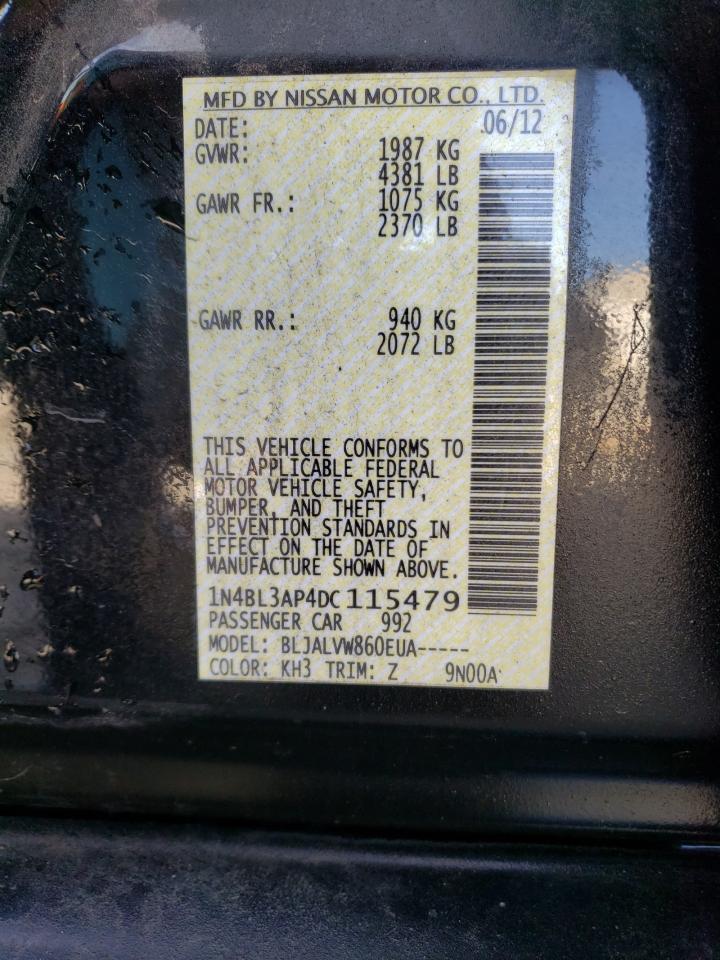 MFD BY NISSAN MOTOR CO., LTD.
DATE: 06/12
GVWR: 1987 KG
4381 LB
GAWR FR.: 1075 KG
2370 LB
GAWR RR.: 940 KG
2072 LB
THIS VEHICLE CONFORMS TO
ALL APPLICABLE FEDERAL
MOTOR VEHICLE SAFETY,
BUMPER, AND THEFT
PREVENTION STANDARDS IN
EFFECT ON THE DATE OF
MANUFACTURE SHOWN ABOVE.
1N4BL3AP4DC115479
PASSENGER CAR 992
MODEL: BLJALVW860EUA-----
COLOR: KH3 TRIM: Z 9N00A